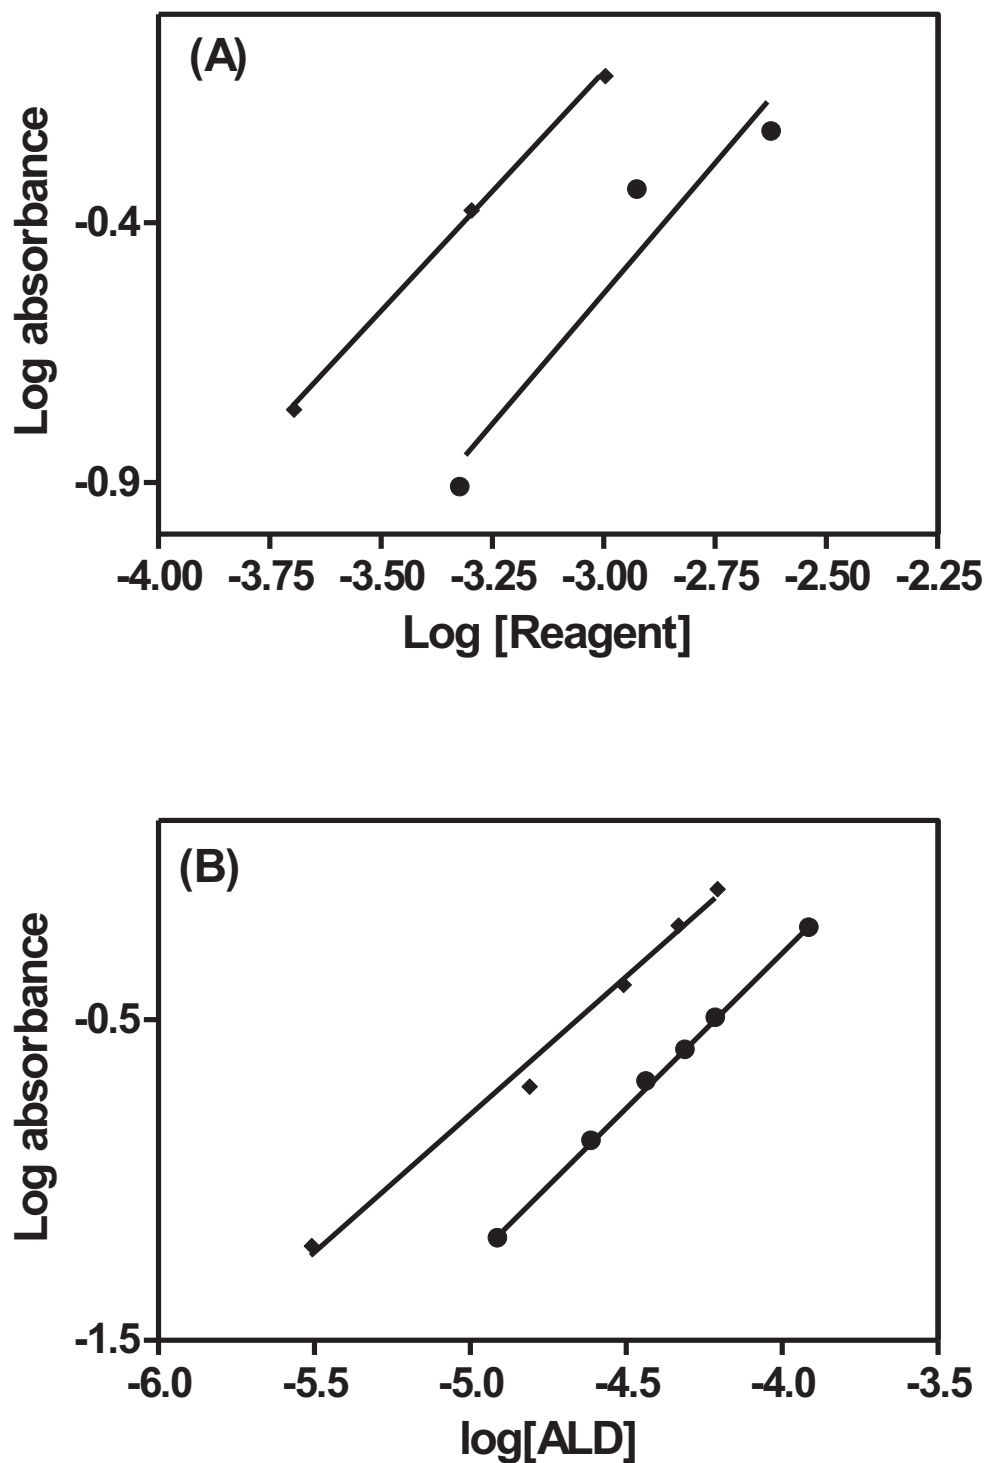 (A)
Log absorbance
-0.4
-0.9
-4.00 -3.75 -3.50 -3.25 -3.00 -2.75 -2.50 -2.25
Log [Reagent]
(B)
Log absorbance
-0.5
-1.5
-6.0 -5.5 -5.0 -4.5 -4.0 -3.5
log[ALD]